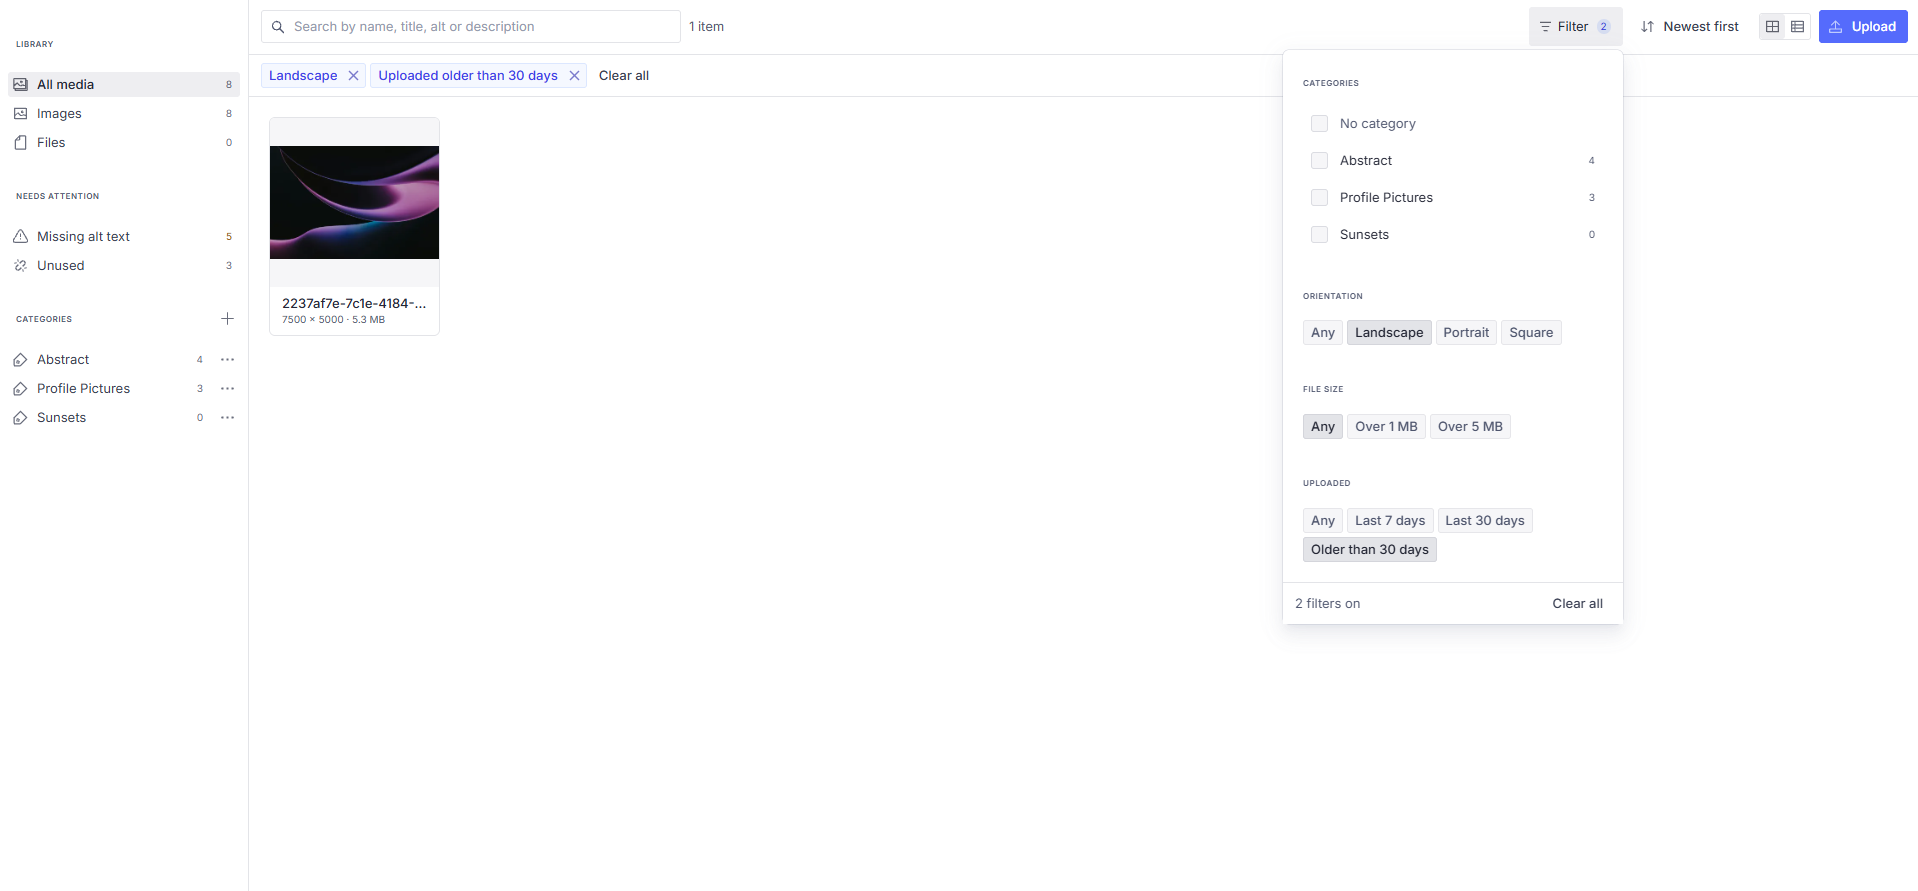 LIBRARY
All media 8
Images 8
Files 0
NEEDS ATTENTION
Missing alt text 5
Unused 3
CATEGORIES
Abstract 4
Profile Pictures 3
Sunsets 0
Search by name, title, alt or description
1 item
Filter 2
Newest first
Upload
Landscape
Uploaded older than 30 days
Clear all
2237af7e-7c1e-4184-...
7500 × 5000 · 5.3 MB
CATEGORIES
No category
Abstract 4
Profile Pictures 3
Sunsets 0
ORIENTATION
Any Landscape Portrait Square
FILE SIZE
Any Over 1 MB Over 5 MB
UPLOADED
Any Last 7 days Last 30 days
Older than 30 days
2 filters on Clear all